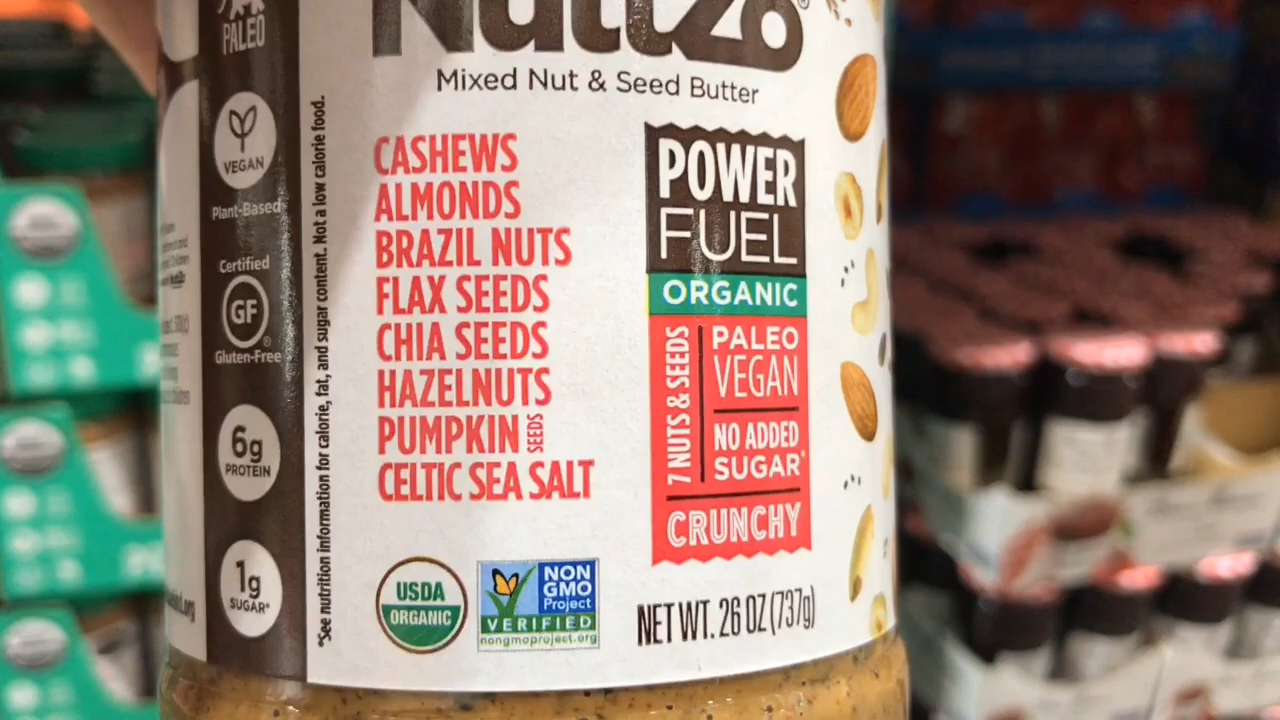 PALEO
VEGAN
Plant-Based
Certified
GF
Gluten-Free
6g
PROTEIN
1g
SUGAR*
*See nutrition information for calorie, fat, and sugar content. Not a low calorie food.
NuttZo®
Mixed Nut & Seed Butter
CASHEWS
ALMONDS
BRAZIL NUTS
FLAX SEEDS
CHIA SEEDS
HAZELNUTS
PUMPKIN SEEDS
CELTIC SEA SALT
POWER
FUEL
ORGANIC
7 NUTS & SEEDS
PALEO
VEGAN
NO ADDED
SUGAR*
CRUNCHY
USDA
ORGANIC
NON
GMO
Project
VERIFIED
nongmoproject.org
NET WT. 26 OZ (737g)